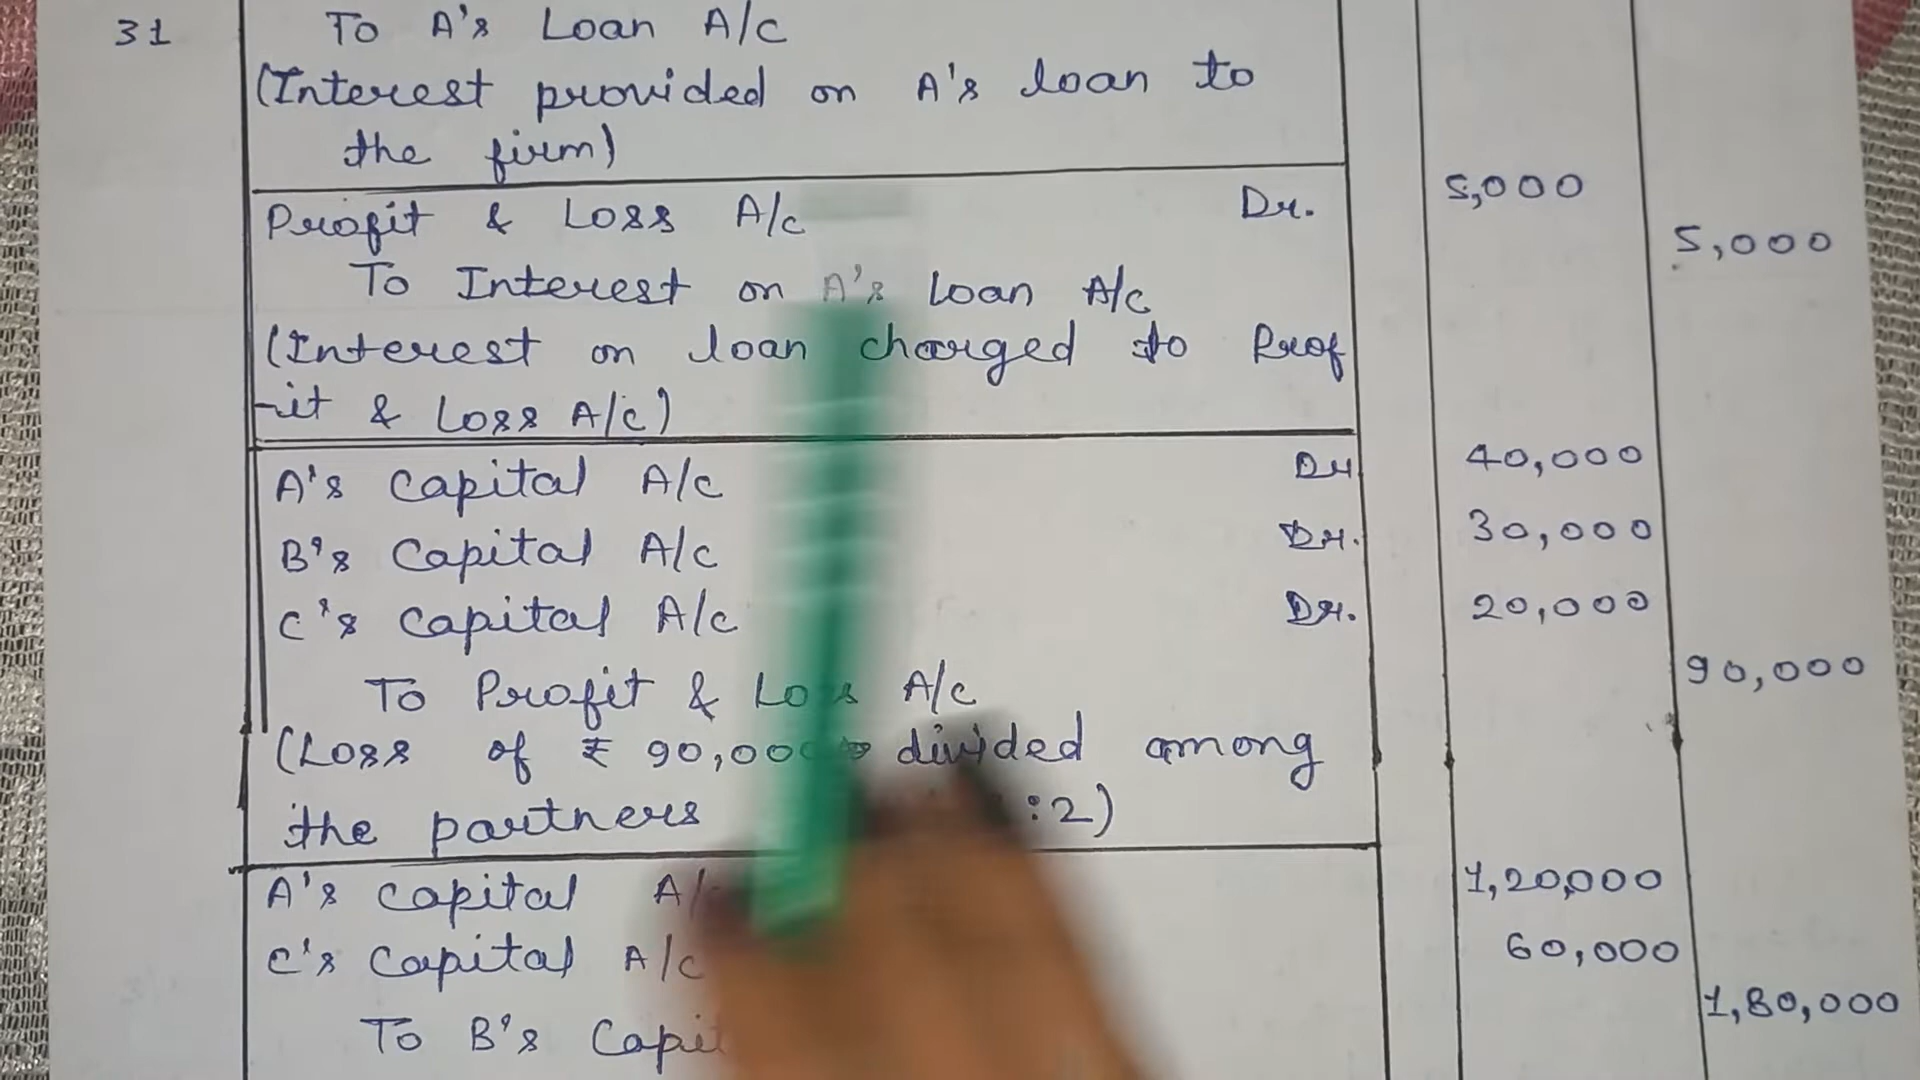 31 To A's Loan A/c
(Interest provided on A's loan to
the firm)
Profit & Loss A/c Dr. 5,000
To Interest on A's Loan A/c 5,000
(Interest on loan charged to Prof
-it & Loss A/c)
A's Capital A/c Dr 40,000
B's Capital A/c Dr. 30,000
C's Capital A/c Dr. 20,000
To Profit & Loss A/c 90,000
(Loss of ₹ 90,000 divided among
the partners :2)
A's Capital 1,20,000
C's Capital A/c 60,000
To B's 1,80,000